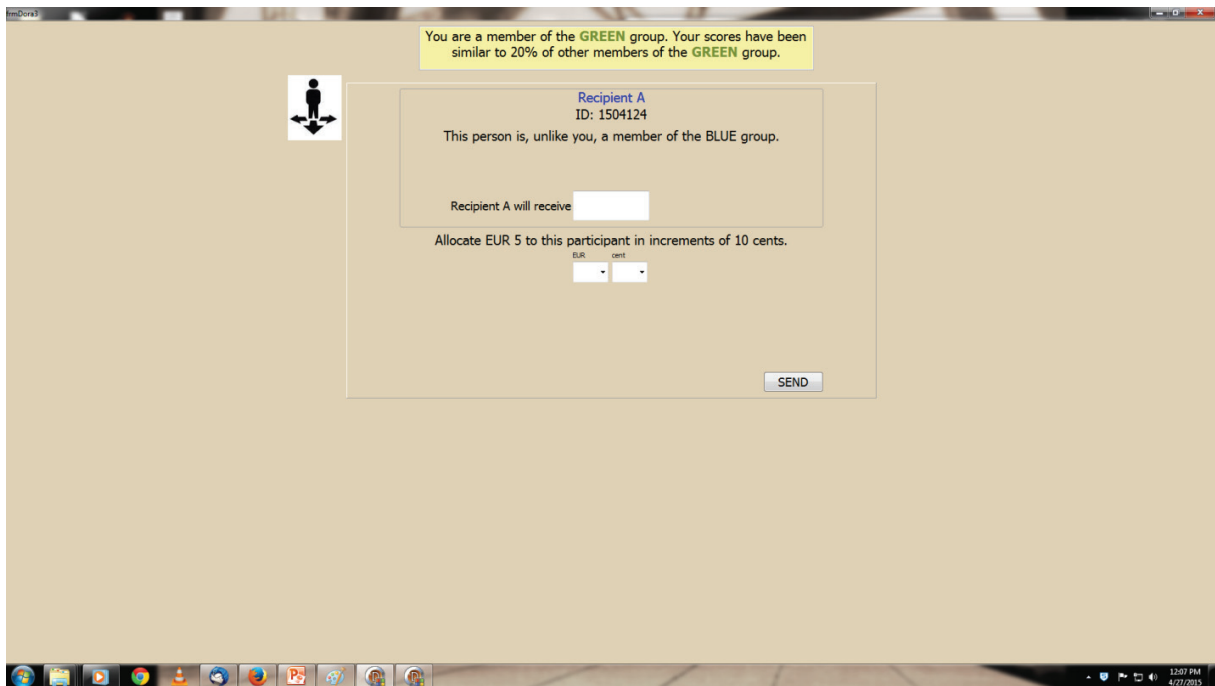 frmDora3
You are a member of the GREEN group. Your scores have been
similar to 20% of other members of the GREEN group.
Recipient A
ID: 1504124
This person is, unlike you, a member of the BLUE group.
Recipient A will receive
Allocate EUR 5 to this participant in increments of 10 cents.
EUR cent
SEND
12:07 PM
4/27/2015